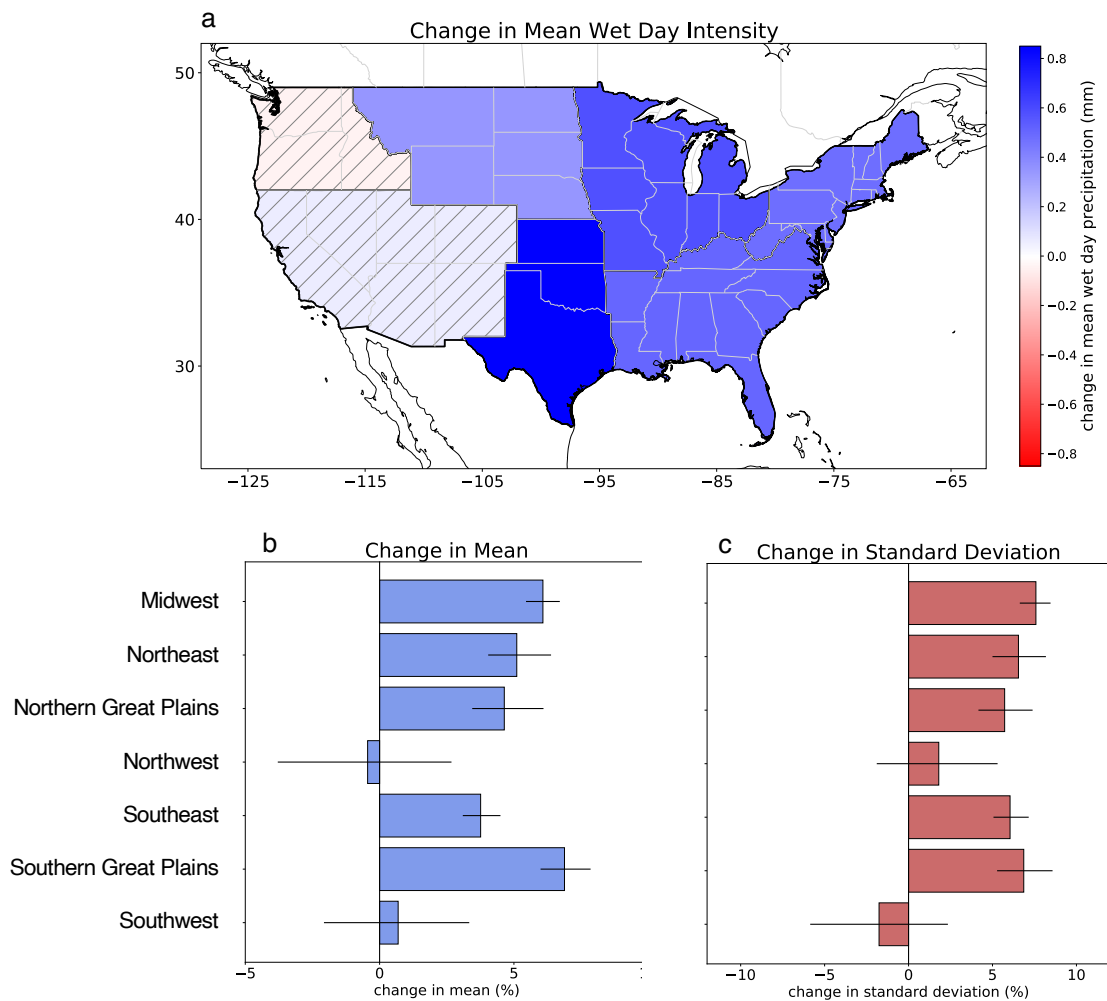 a
Change in Mean Wet Day Intensity
50
40
30
−125
−115
−105
−95
−85
−75
−65
0.8
0.6
0.4
0.2
0.0
−0.2
−0.4
−0.6
−0.8
change in mean wet day precipitation (mm)
b
Change in Mean
Midwest
Northeast
Northern Great Plains
Northwest
Southeast
Southern Great Plains
Southwest
−5
0
5
change in mean (%)
c
Change in Standard Deviation
−10
−5
0
5
10
change in standard deviation (%)